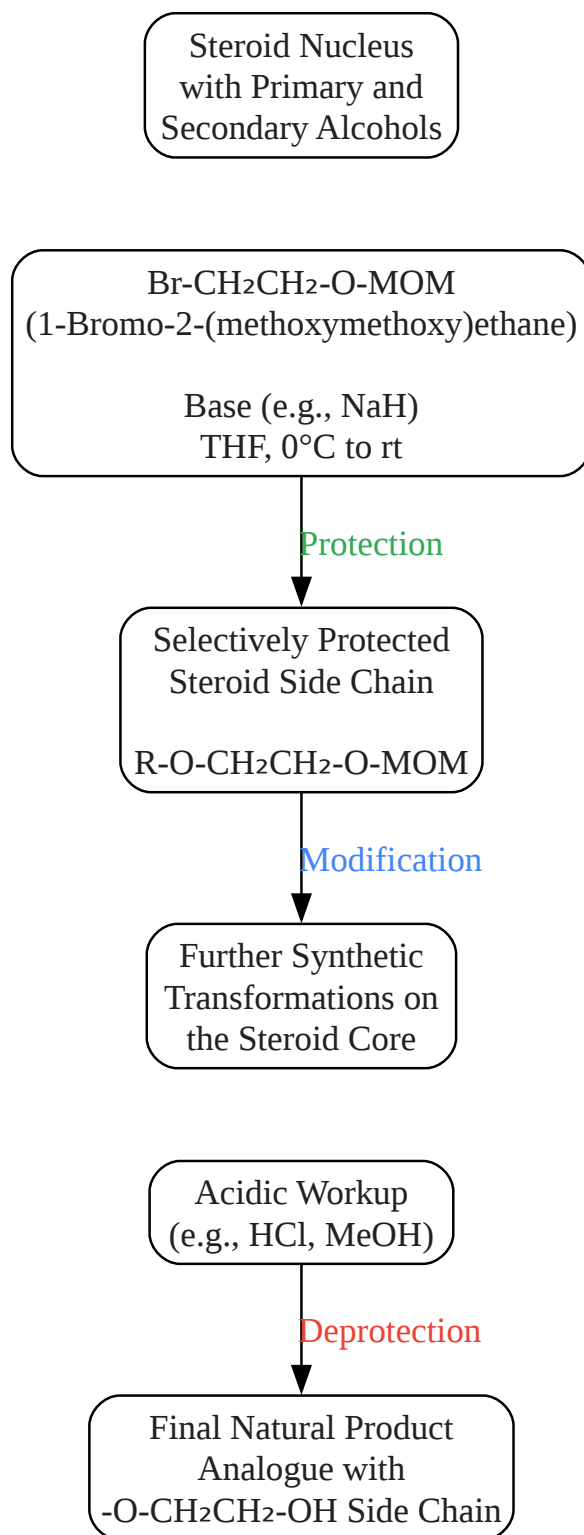 Steroid Nucleus
with Primary and
Secondary Alcohols
Br-CH₂CH₂-O-MOM
(1-Bromo-2-(methoxymethoxy)ethane)
Base (e.g., NaH)
THF, 0°C to rt
Protection
Selectively Protected
Steroid Side Chain
R-O-CH₂CH₂-O-MOM
Modification
Further Synthetic
Transformations on
the Steroid Core
Acidic Workup
(e.g., HCl, MeOH)
Deprotection
Final Natural Product
Analogue with
-O-CH₂CH₂-OH Side Chain